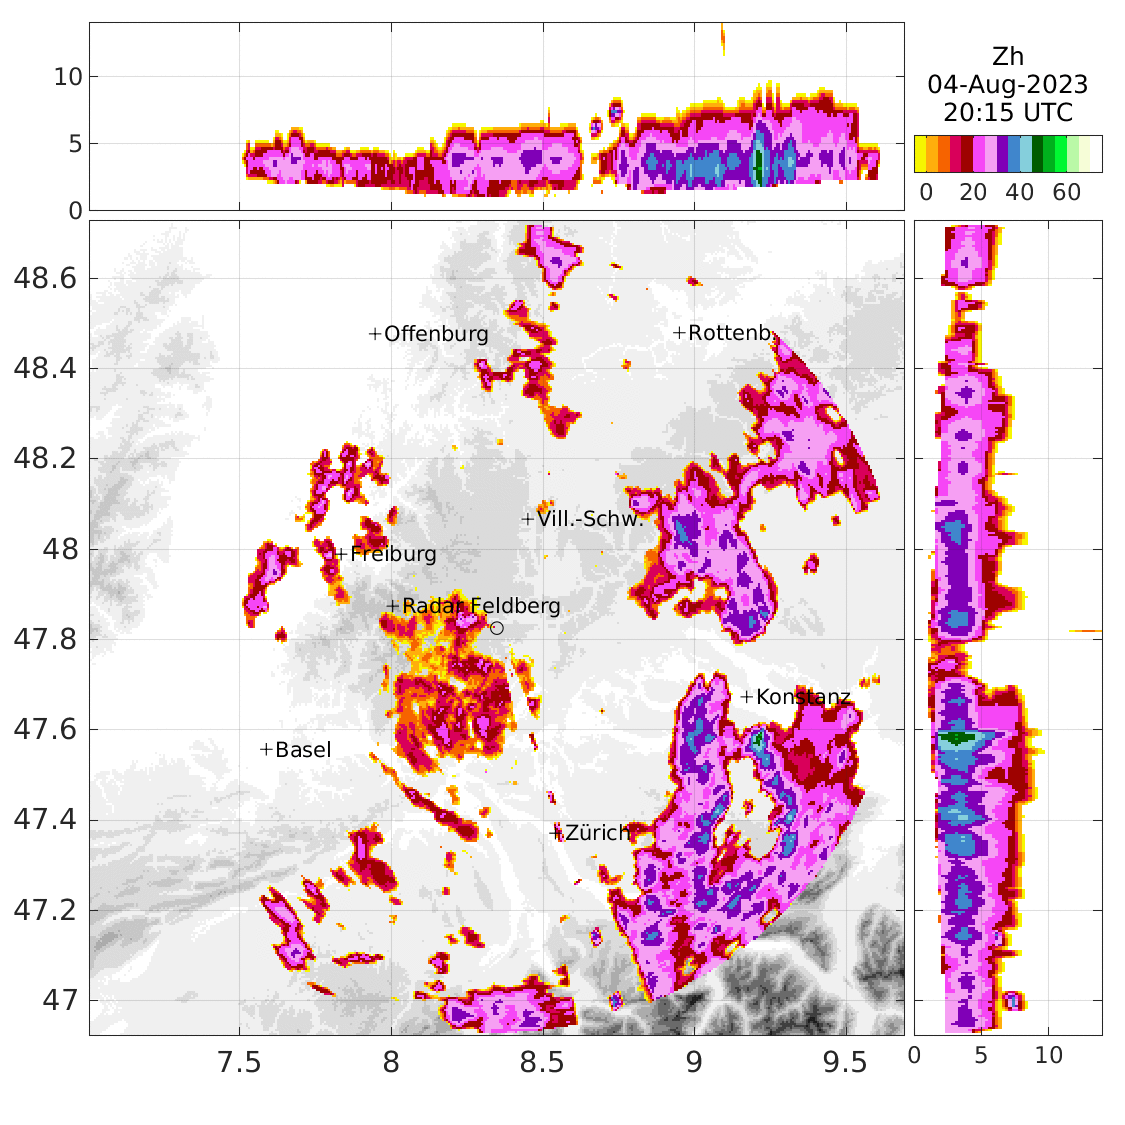 10
5
0
Zh
04-Aug-2023
20:15 UTC
0 20 40 60
48.6
48.4
48.2
48
47.8
47.6
47.4
47.2
47
+Offenburg
+Rottenb.
+Vill.-Schw.
+Freiburg
+Radar Feldberg
+Konstanz
+Basel
+Zürich
7.5 8 8.5 9 9.5
0 5 10